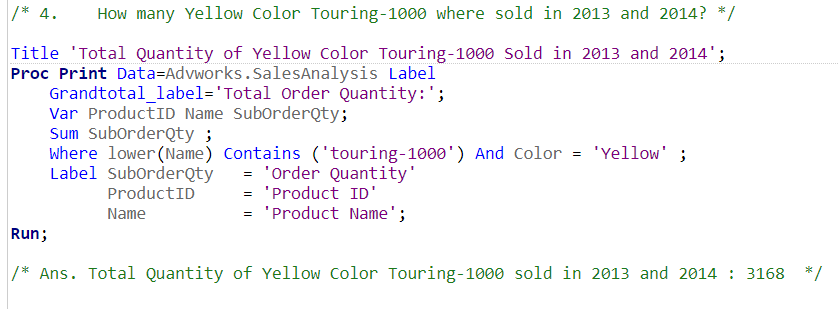 /* 4.    How many Yellow Color Touring-1000 where sold in 2013 and 2014? */
Title 'Total Quantity of Yellow Color Touring-1000 Sold in 2013 and 2014';
Proc Print Data=Advworks.SalesAnalysis Label
    Grandtotal_label='Total Order Quantity:';
    Var ProductID Name SubOrderQty;
    Sum SubOrderQty ;
    Where lower(Name) Contains ('touring-1000') And Color = 'Yellow' ;
    Label SubOrderQty   = 'Order Quantity'
          ProductID     = 'Product ID'
          Name          = 'Product Name';
Run;
/* Ans. Total Quantity of Yellow Color Touring-1000 sold in 2013 and 2014 : 3168  */